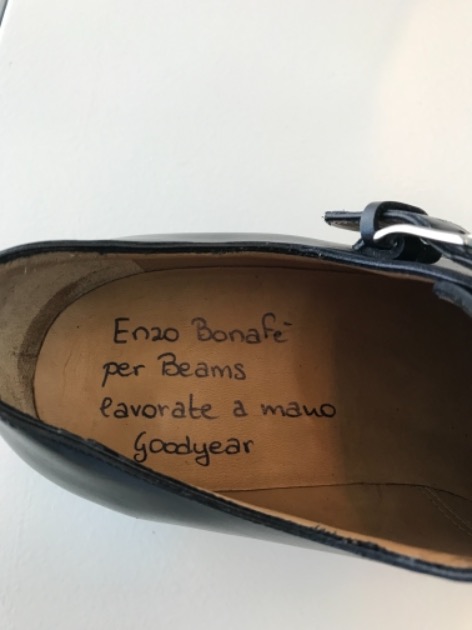 Enzo Bonafè
per Beams
lavorate a mano
Goodyear